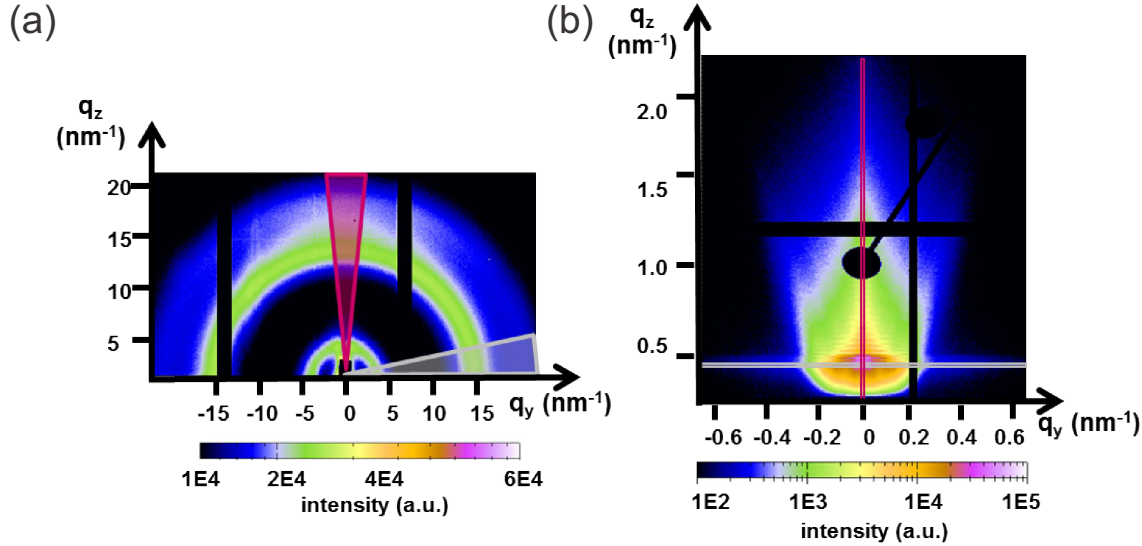 (a)
q_z
(nm⁻¹)
20
15
10
5
-15 -10 -5 0 5 10 15 q_y (nm⁻¹)
1E4 2E4 4E4 6E4
intensity (a.u.)
(b)
q_z
(nm⁻¹)
2.0
1.5
1.0
0.5
-0.6 -0.4 -0.2 0 0.2 0.4 0.6 q_y (nm⁻¹)
1E2 1E3 1E4 1E5
intensity (a.u.)